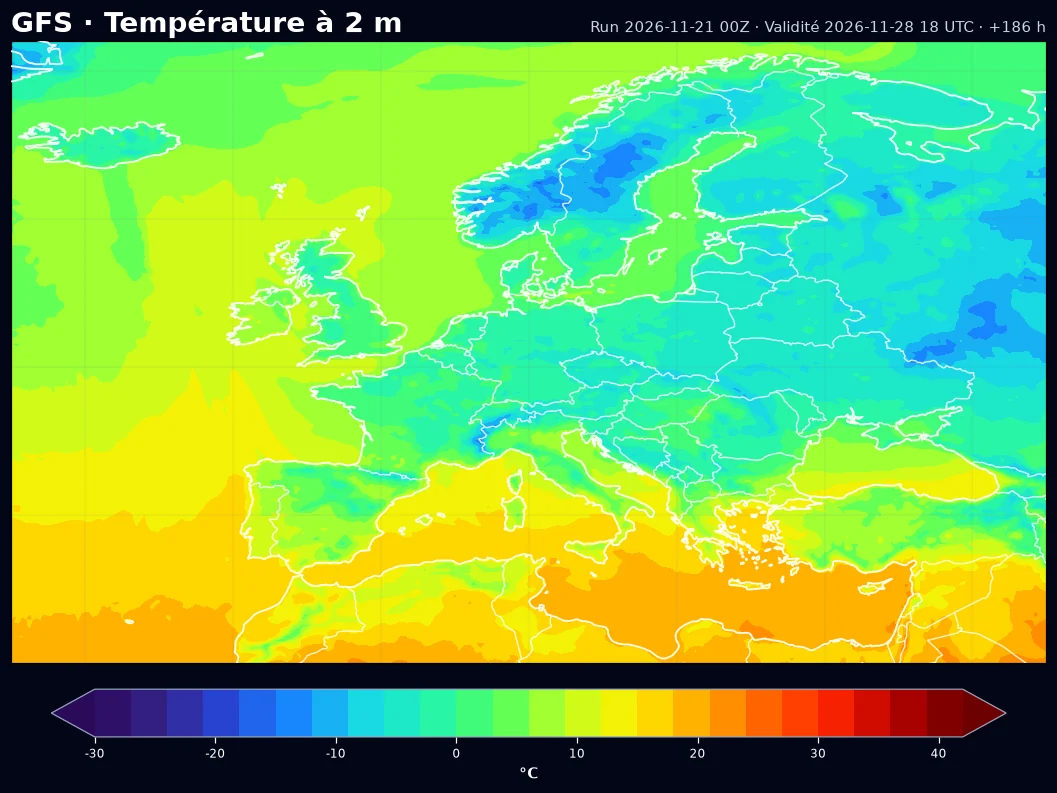 GFS · Température à 2 m
Run 2026-11-21 00Z · Validité 2026-11-28 18 UTC · +186 h
-30 -20 -10 0 10 20 30 40
°C